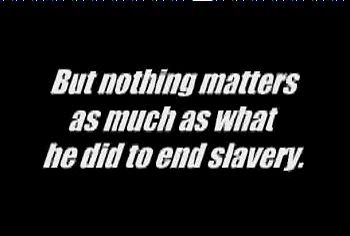 But nothing matters
as much as what
he did to end slavery.